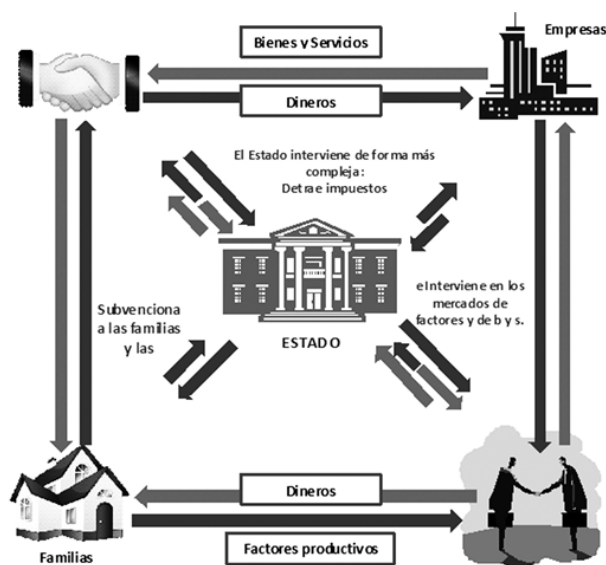 Empresas
Bienes y Servicios
Dineros
El Estado interviene de forma más
compleja:
Detrae impuestos
Subvenciona
a las familias
y las
e Interviene en los
mercados de
factores y de b y s.
ESTADO
Dineros
Factores productivos
Familias